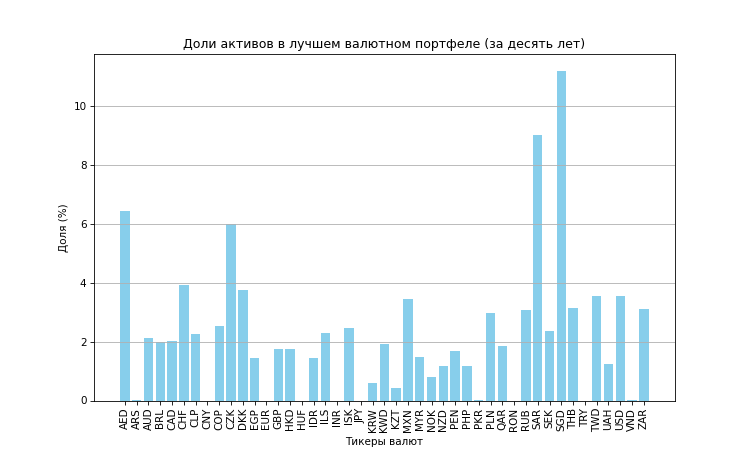 Доли активов в лучшем валютном портфеле (за десять лет)
Доля (%)
10
8
6
4
2
0
AED ARS AUD BRL CAD CHF CLP CNY COP CZK DKK EGP EUR GBP HKD HUF IDR ILS INR ISK JPY KRW KWD KZT MXN MYR NOK NZD PEN PHP PKR PLN QAR RON RUB SAR SEK SGD THB TRY TWD UAH USD VND ZAR
Тикеры валют